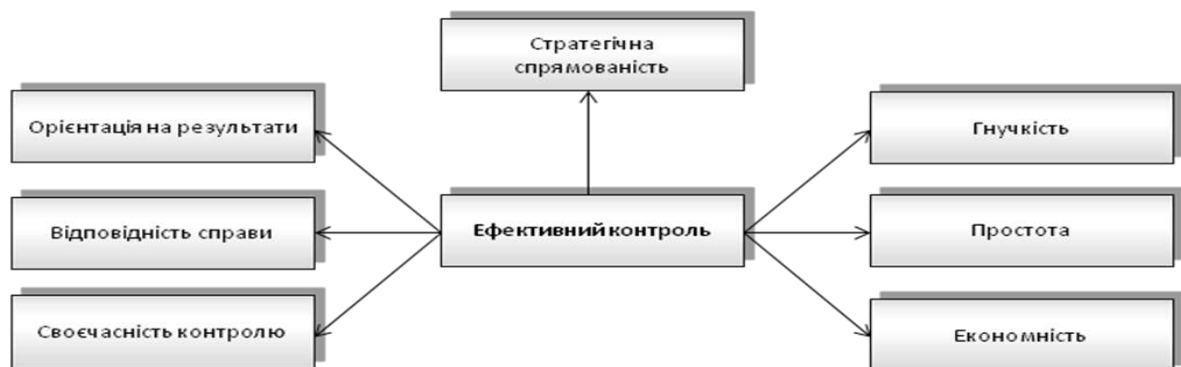 Стратегічна
спрямованість
Орієнтація на результати
Гнучкість
Відповідність справи
Ефективний контроль
Простота
Своєчасність контролю
Економність